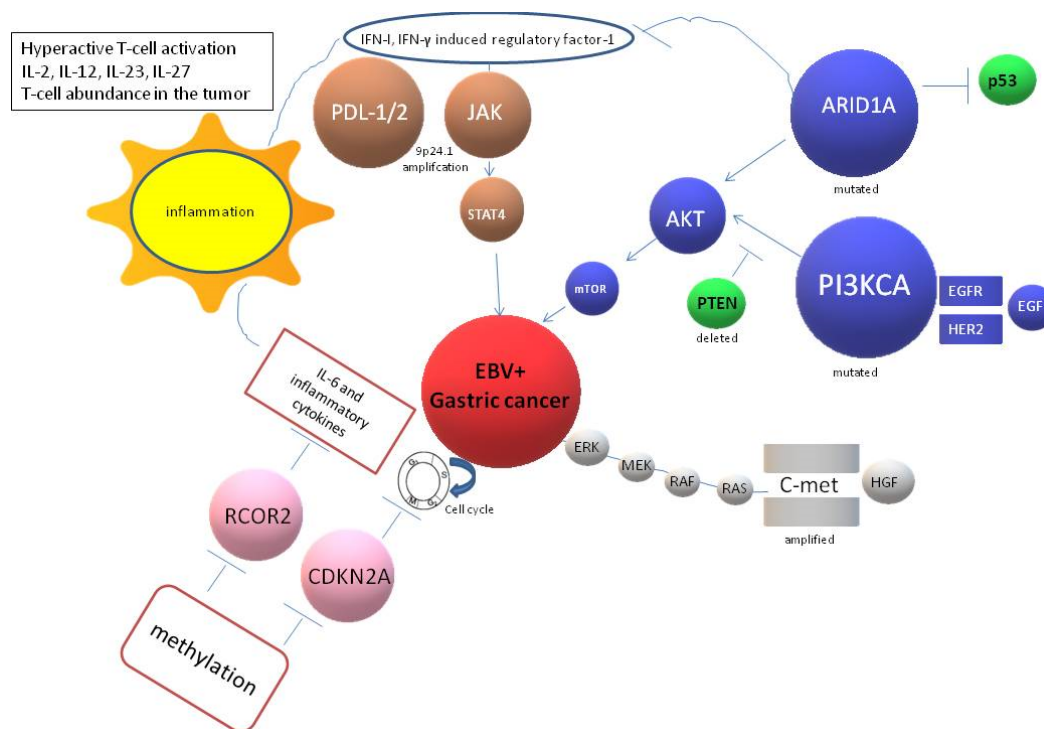 Hyperactive T-cell activation
IL-2, IL-12, IL-23, IL-27
T-cell abundance in the tumor
IFN-I, IFN-γ induced regulatory factor-1
PDL-1/2
JAK
9p24.1
amplifcation
STAT4
ARID1A
mutated
p53
inflammation
AKT
mTOR
PTEN
deleted
PI3KCA
mutated
EGFR
HER2
EGF
EBV+
Gastric cancer
IL-6 and
inflammatory
cytokines
G₁
S
G₂
M
Cell cycle
ERK
MEK
RAF
RAS
C-met
HGF
amplified
RCOR2
CDKN2A
methylation